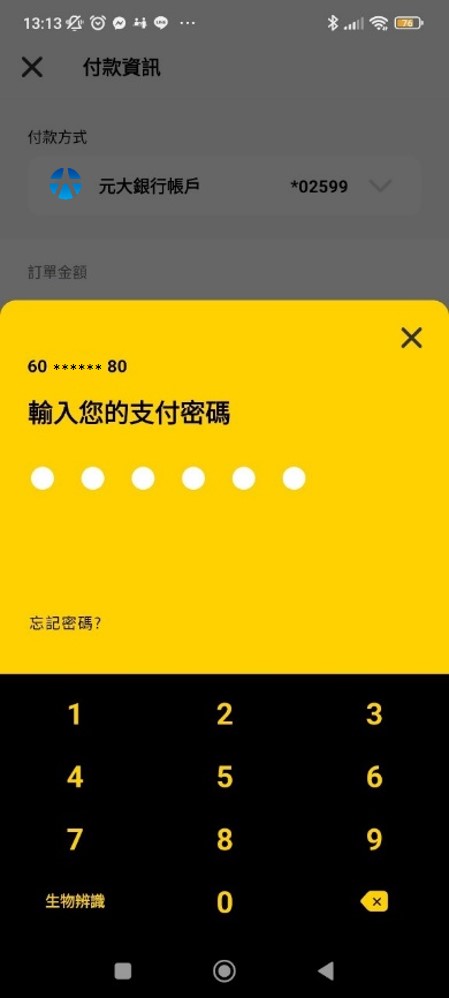 13:13
76
付款資訊
付款方式
元大銀行帳戶 *02599
訂單金額
60 ****** 80
輸入您的支付密碼
忘記密碼?
1 2 3
4 5 6
7 8 9
生物辨識 0